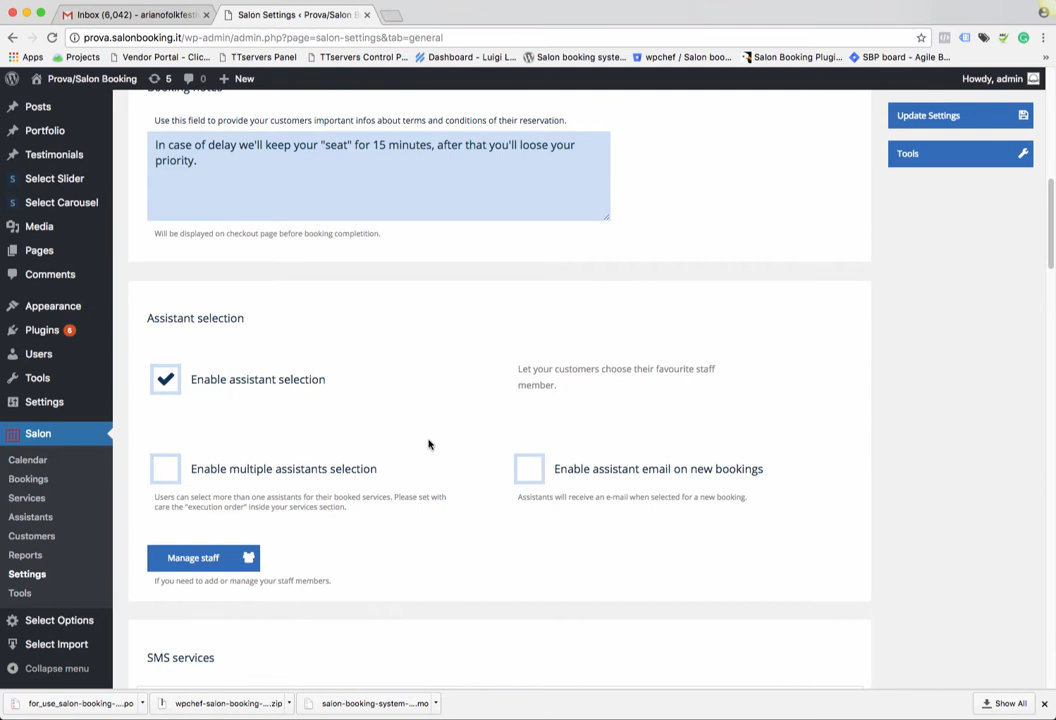 Inbox (6,042) - arianofolkfesti
Salon Settings ‹ Prova/Salon B
prova.salonbooking.it/wp-admin/admin.php?page=salon-settings&tab=general
Apps
Projects
Vendor Portal - Clic...
TTservers Panel
TTservers Control P...
Dashboard - Luigi L...
Salon booking syste...
wpchef / Salon boo...
Salon Booking Plugi...
SBP board - Agile B...
Prova/Salon Booking
5
0
New
Howdy, admin
Posts
Portfolio
Testimonials
Select Slider
Select Carousel
Media
Pages
Comments
Appearance
Plugins 6
Users
Tools
Settings
Salon
Calendar
Bookings
Services
Assistants
Customers
Reports
Settings
Tools
Select Options
Select Import
Collapse menu
Booking notes
Use this field to provide your customers important infos about terms and conditions of their reservation.
In case of delay we'll keep your "seat" for 15 minutes, after that you'll loose your
priority.
Will be displayed on checkout page before booking completition.
Assistant selection
Enable assistant selection
Let your customers choose their favourite staff
member.
Enable multiple assistants selection
Users can select more than one assistants for their booked services. Please set with
care the "execution order" inside your services section.
Enable assistant email on new bookings
Assistants will receive an e-mail when selected for a new booking.
Manage staff
If you need to add or manage your staff members.
SMS services
Update Settings
Tools
for_use_salon-booking-....po
wpchef-salon-booking-....zip
salon-booking-system-....mo
Show All